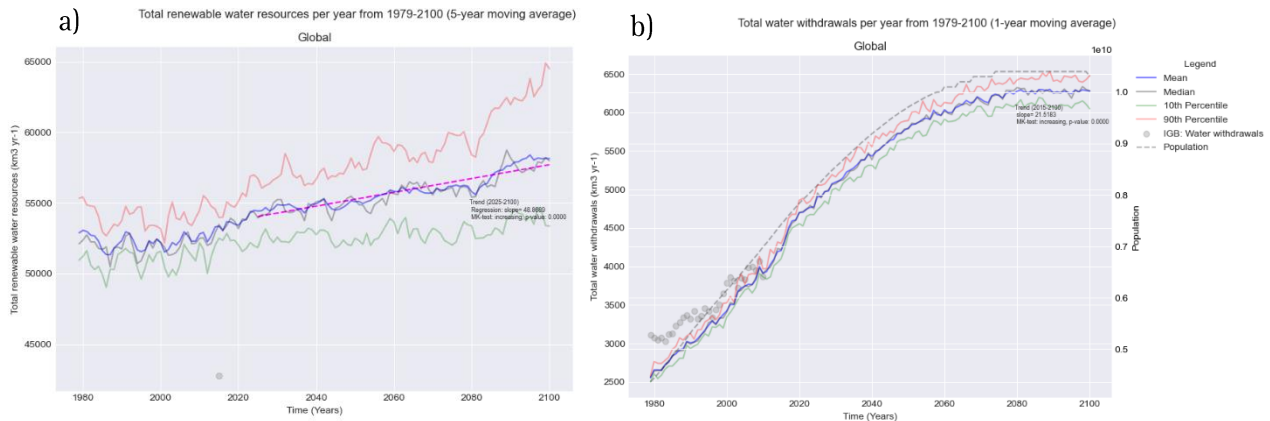 a)
Total renewable water resources per year from 1979-2100 (5-year moving average)
Global
65000
60000
55000
50000
45000
Total renewable water resources (km3 yr-1)
Trend (2025-2100)
Regression: slope=
MK-test: increasing, p-value: 0.0000
1980
2000
2020
2040
2060
2080
2100
Time (Years)
b)
Total water withdrawals per year from 1979-2100 (1-year moving average)
Global
1e10
6500
6000
5500
5000
4500
4000
3500
3000
2500
Total water withdrawals (km3 yr-1)
Trend (2015-2100)
slope= 21.5183
MK-test: increasing, p-value: 0.0000
1.0
0.9
0.8
0.7
0.6
0.5
Population
1980
2000
2020
2040
2060
2080
2100
Time (Years)
Legend
Mean
Median
10th Percentile
90th Percentile
IGB: Water withdrawals
Population